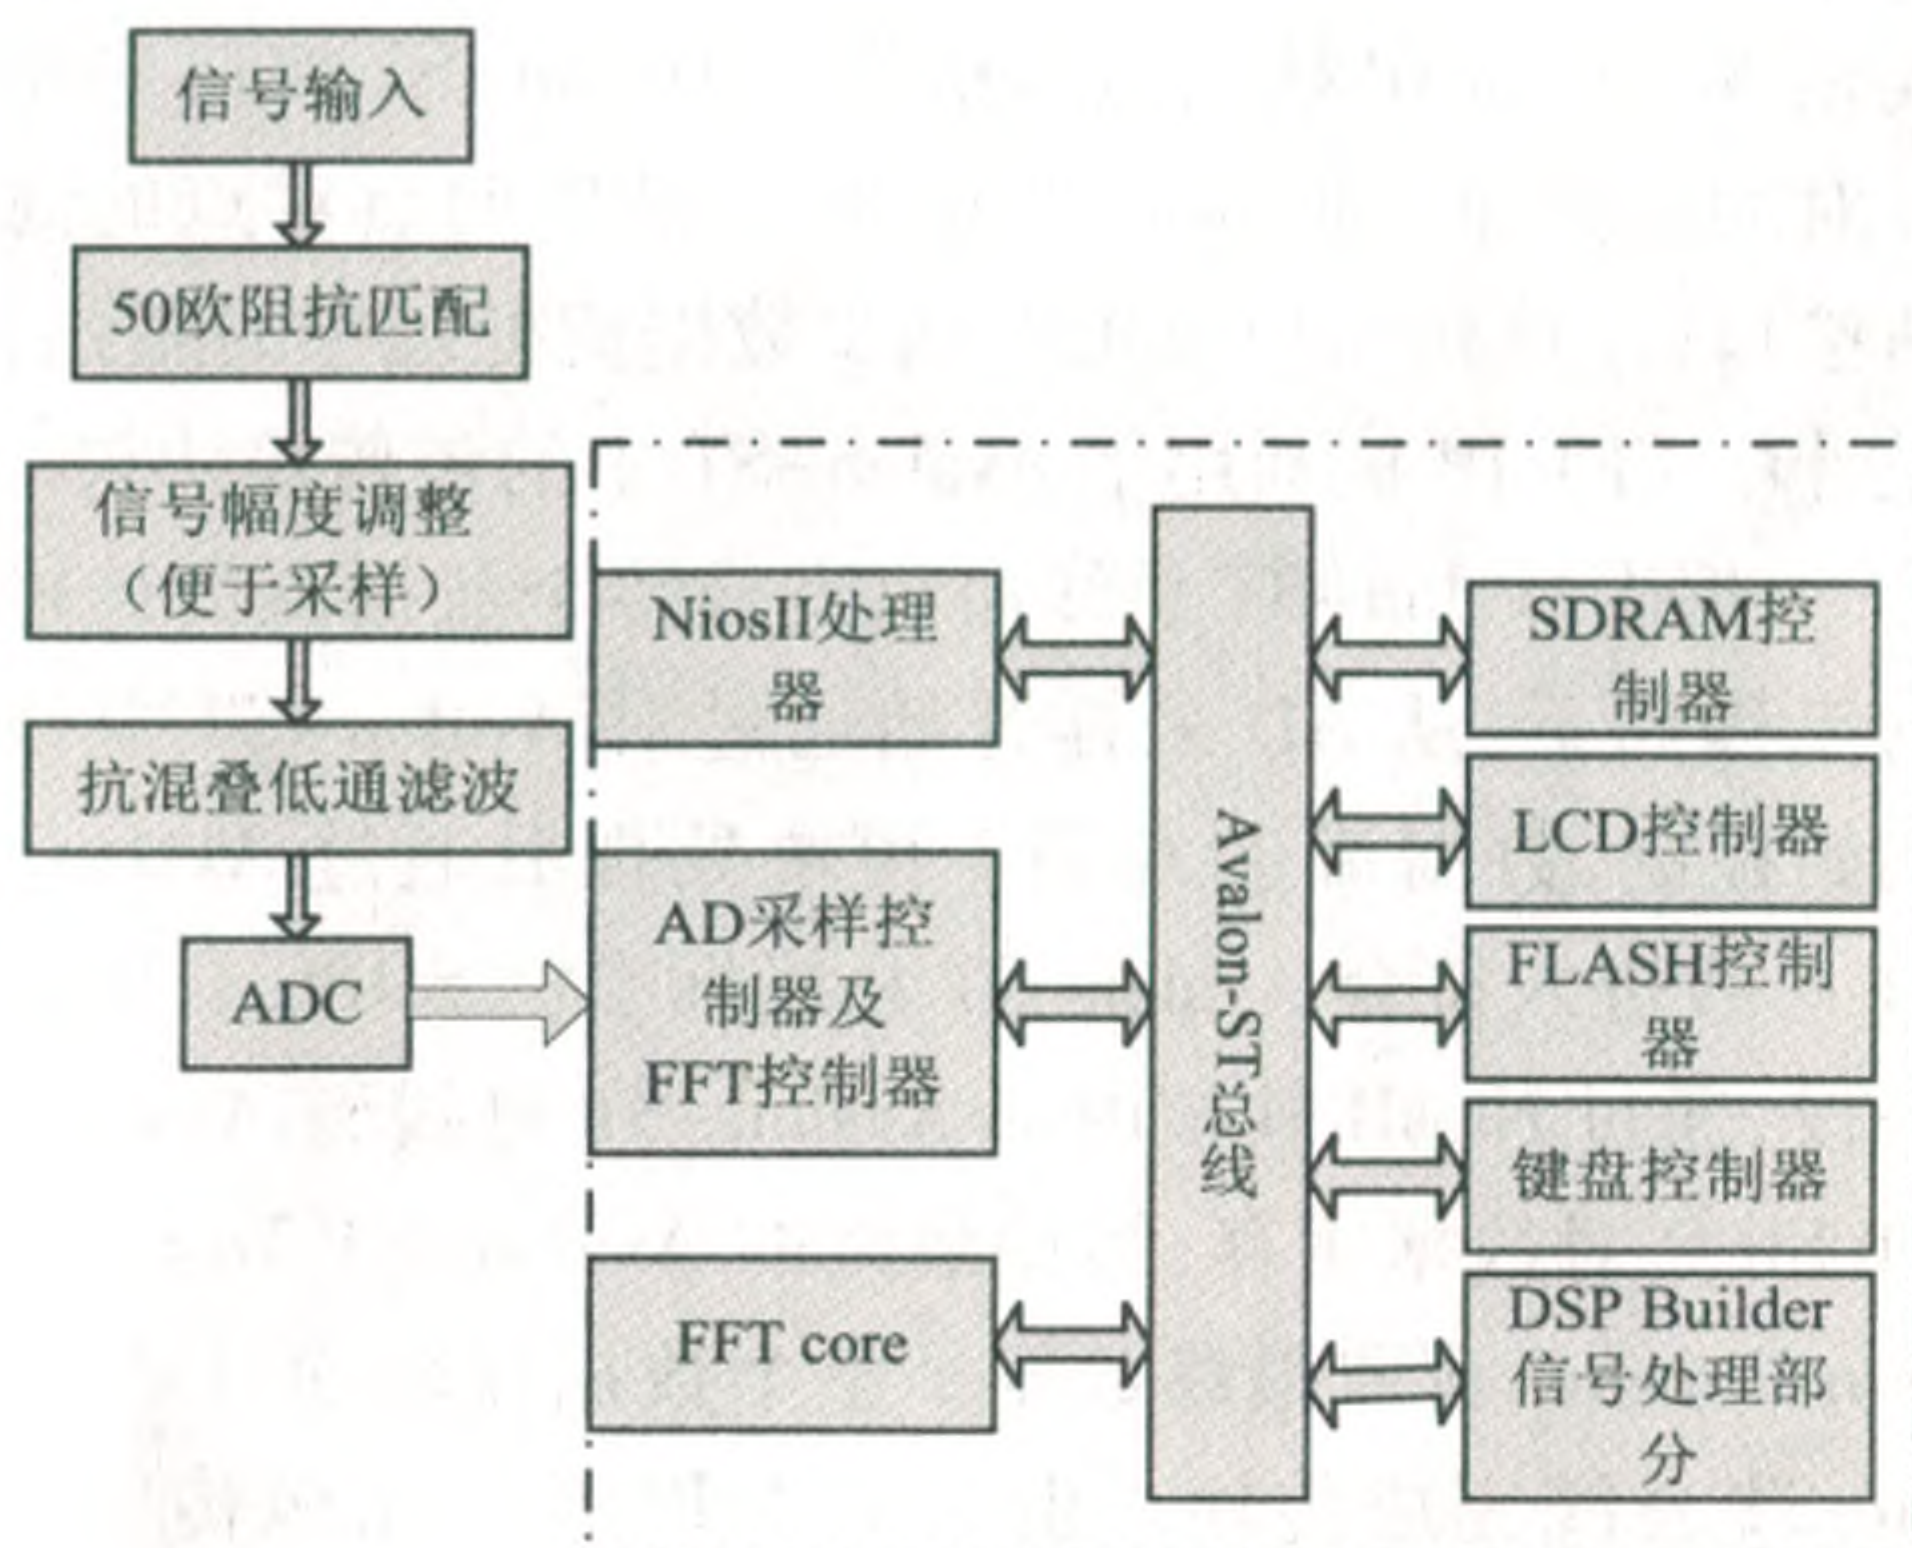 信号输入
50欧阻抗匹配
信号幅度调整
（便于采样）
抗混叠低通滤波
ADC
NiosII处理
器
AD采样控
制器及
FFT控制器
FFT core
Avalon-ST总线
SDRAM控
制器
LCD控制器
FLASH控制
器
键盘控制器
DSP Builder
信号处理部
分